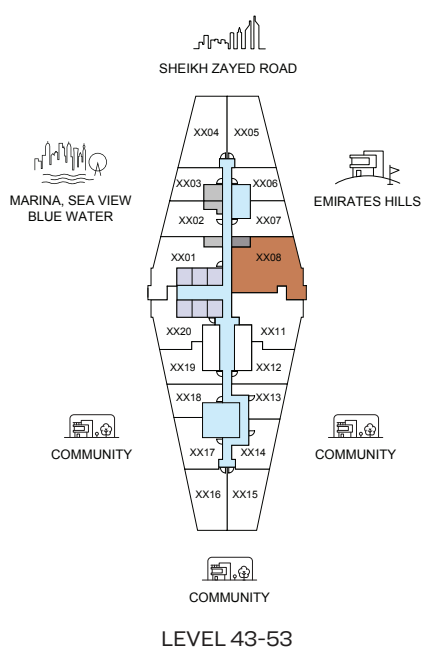 SHEIKH ZAYED ROAD
XX04 XX05
MARINA, SEA VIEW
BLUE WATER
XX03 XX06
EMIRATES HILLS
XX02 XX07
XX01 XX08
XX20 XX11
XX19 XX12
XX18 XX13
COMMUNITY
XX17 XX14
COMMUNITY
XX16 XX15
COMMUNITY
LEVEL 43-53